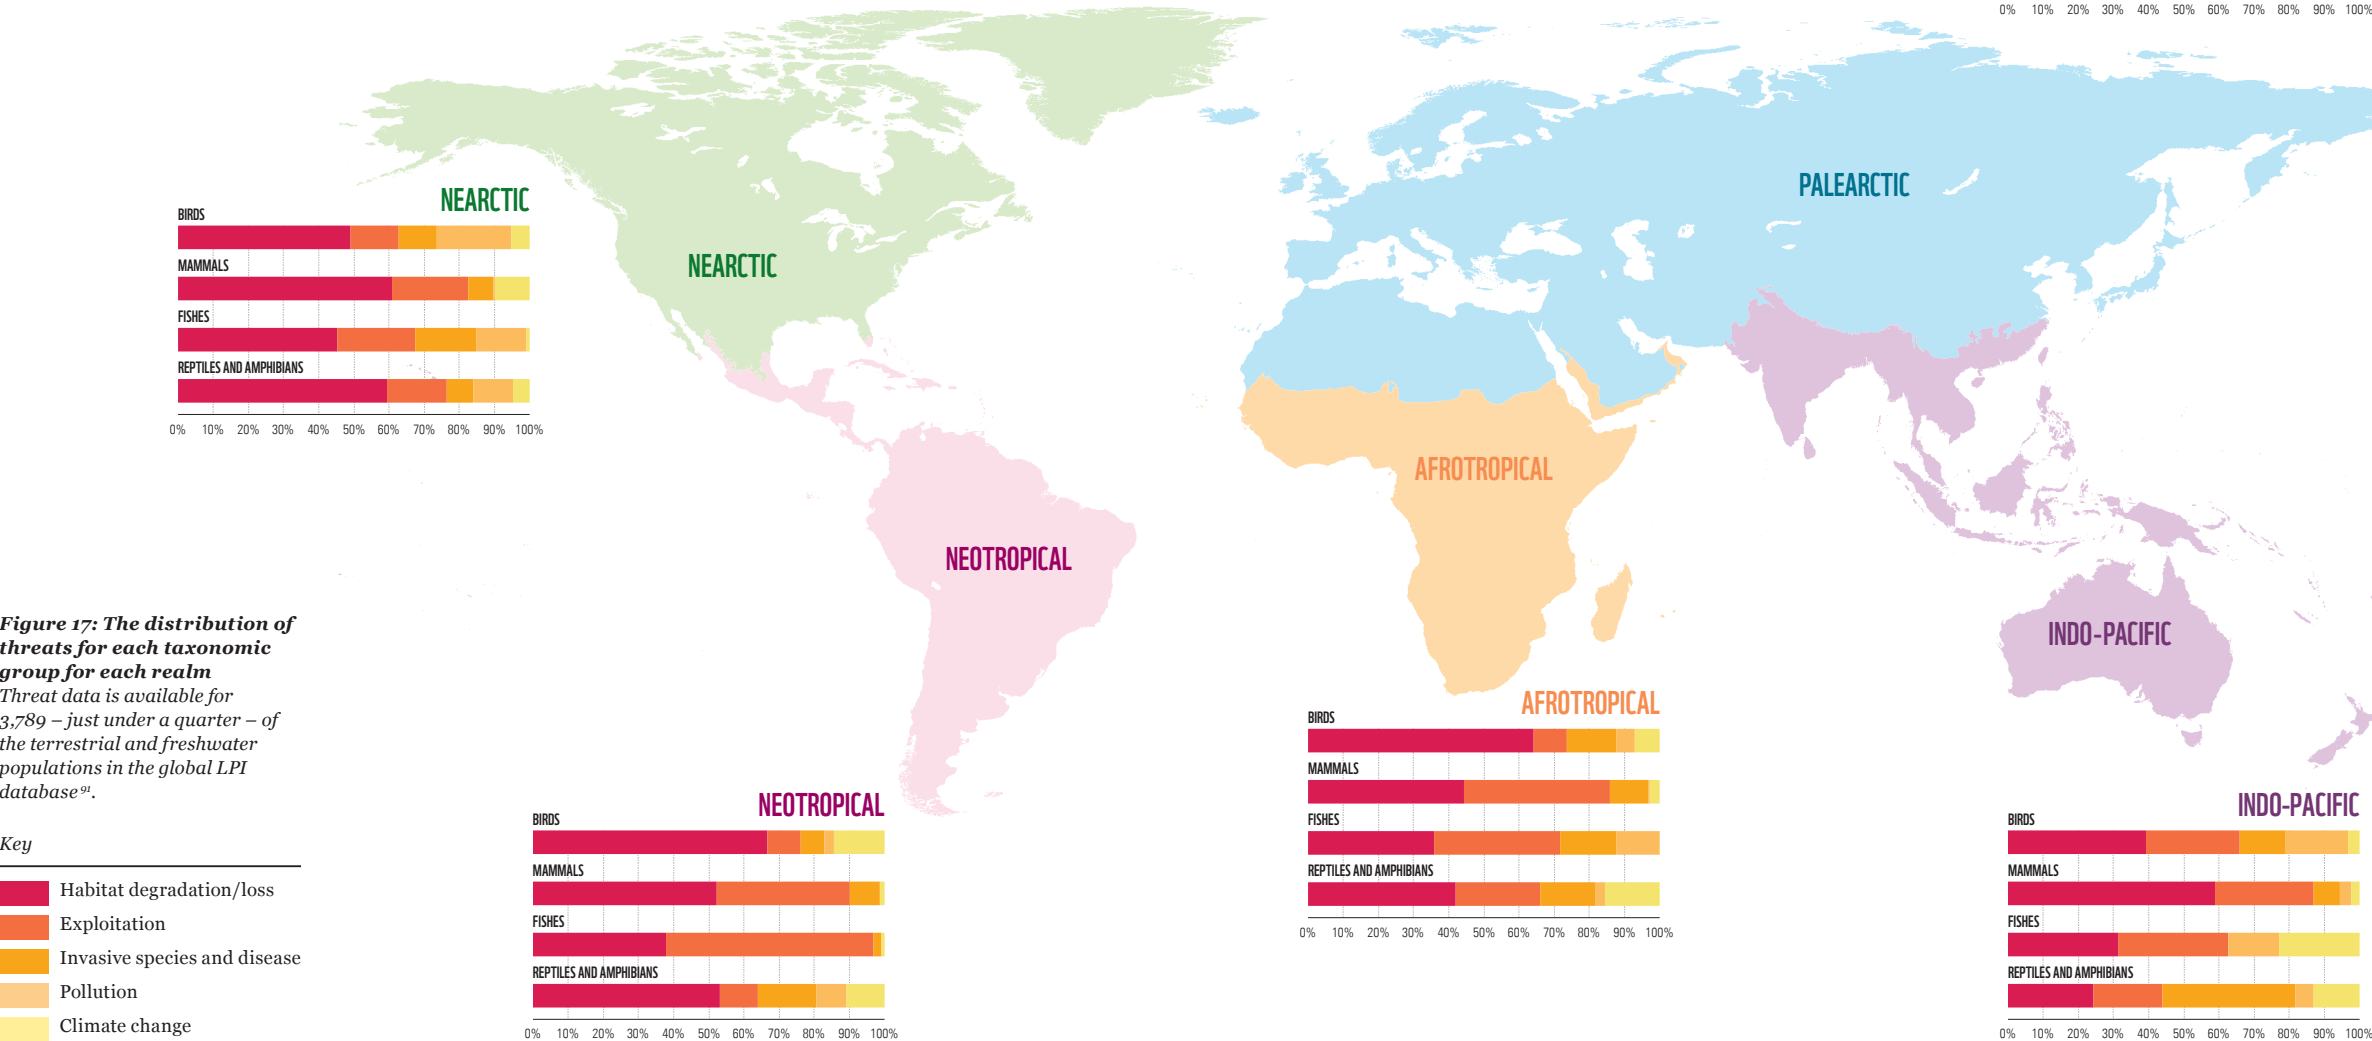 0% 10% 20% 30% 40% 50% 60% 70% 80% 90% 100%
NEARCTIC
PALEARCTIC
NEOTROPICAL
AFROTROPICAL
INDO-PACIFIC
NEARCTIC
BIRDS
MAMMALS
FISHES
REPTILES AND AMPHIBIANS
0% 10% 20% 30% 40% 50% 60% 70% 80% 90% 100%
Figure 17: The distribution of
threats for each taxonomic
group for each realm
Threat data is available for
3,789 – just under a quarter – of
the terrestrial and freshwater
populations in the global LPI
database⁹¹.
Key
Habitat degradation/loss
Exploitation
Invasive species and disease
Pollution
Climate change
NEOTROPICAL
BIRDS
MAMMALS
FISHES
REPTILES AND AMPHIBIANS
0% 10% 20% 30% 40% 50% 60% 70% 80% 90% 100%
AFROTROPICAL
BIRDS
MAMMALS
FISHES
REPTILES AND AMPHIBIANS
0% 10% 20% 30% 40% 50% 60% 70% 80% 90% 100%
INDO-PACIFIC
BIRDS
MAMMALS
FISHES
REPTILES AND AMPHIBIANS
0% 10% 20% 30% 40% 50% 60% 70% 80% 90% 100%